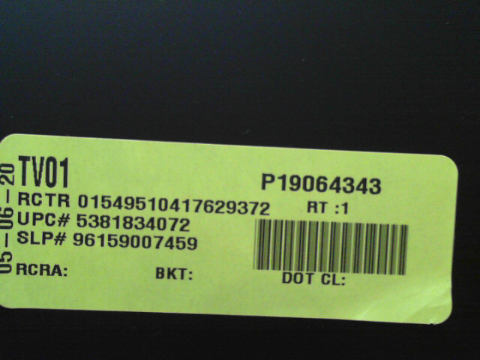 05-06-20
TV01
P19064343
RCTR 01549510417629372
RT :1
UPC# 5381834072
SLP# 96159007459
RCRA:
BKT:
DOT CL: